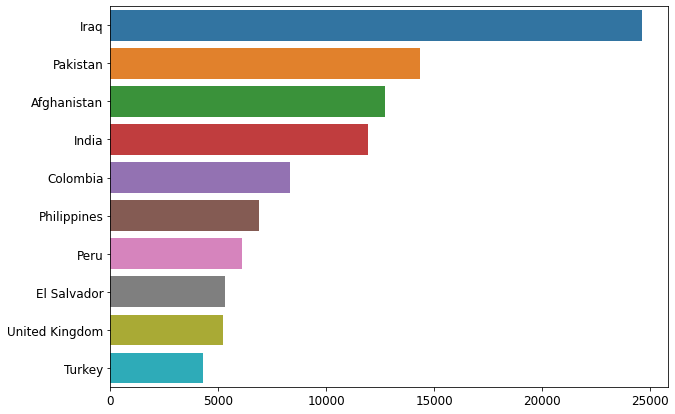 Iraq
Pakistan
Afghanistan
India
Colombia
Philippines
Peru
El Salvador
United Kingdom
Turkey
0 5000 10000 15000 20000 25000